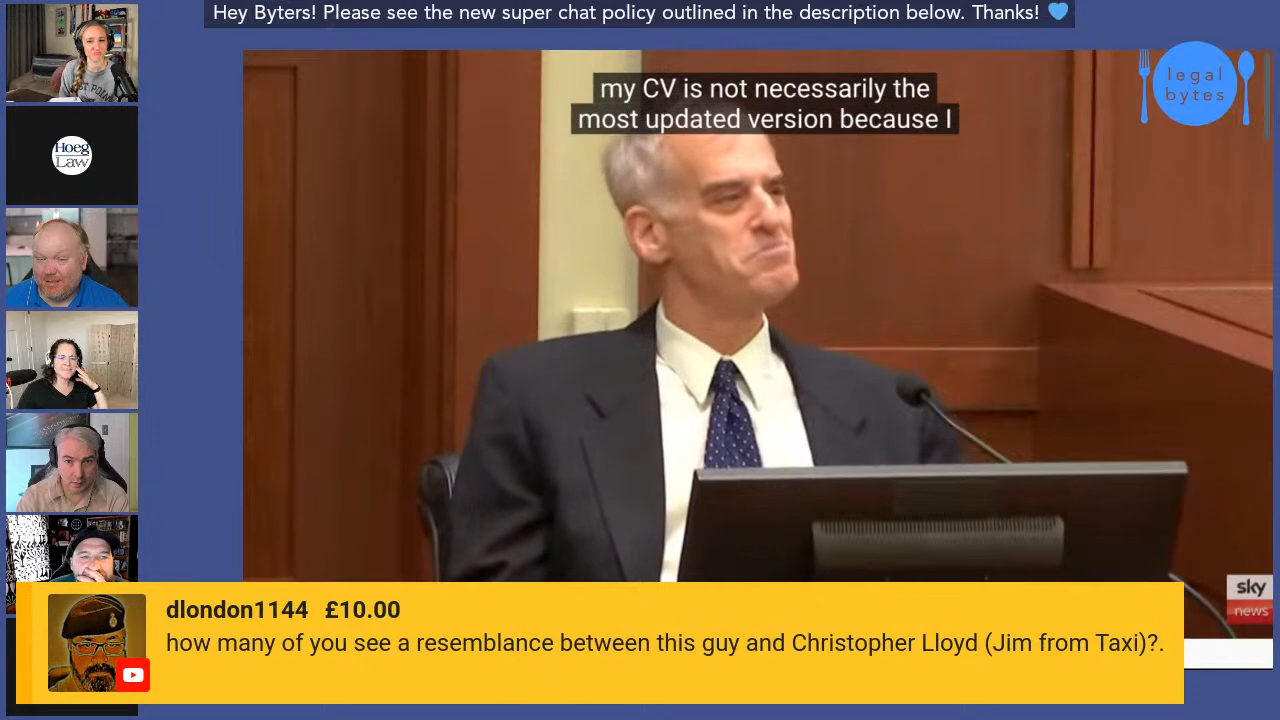 Hey Byters! Please see the new super chat policy outlined in the description below. Thanks! 💙
legal
bytes
my CV is not necessarily the
most updated version because I
Hoeg
Law
sky
news
dlondon1144 £10.00
how many of you see a resemblance between this guy and Christopher Lloyd (Jim from Taxi)?.